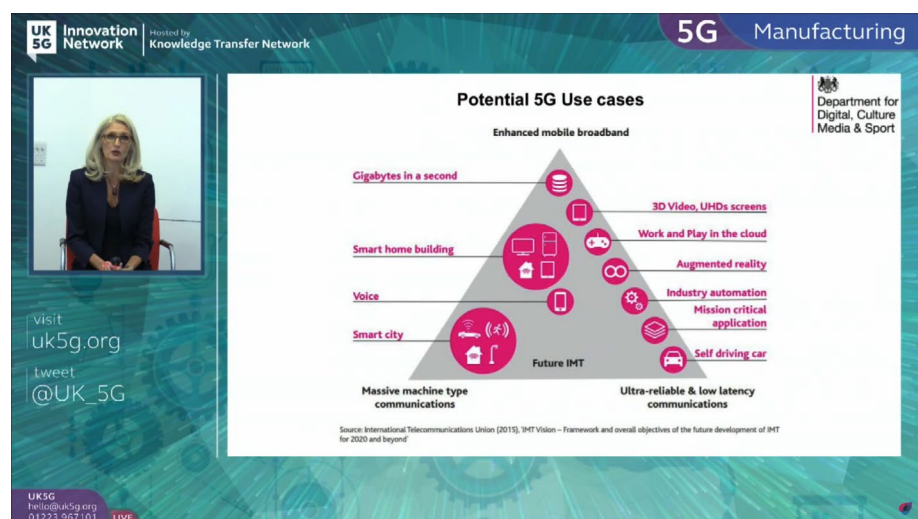 UK
5G
Innovation
Network
Hosted by
Knowledge Transfer Network
5G Manufacturing
Potential 5G Use cases
Department for
Digital, Culture
Media & Sport
Enhanced mobile broadband
Gigabytes in a second
3D Video, UHDs screens
Work and Play in the cloud
Smart home building
Augmented reality
Voice
Industry automation
Mission critical
application
Smart city
Self driving car
Future IMT
Massive machine type
communications
Ultra-reliable & low latency
communications
Source: International Telecommunications Union (2015), 'IMT Vision – Framework and overall objectives of the future development of IMT
for 2020 and beyond'
visit
uk5g.org
tweet
@UK_5G
UK5G
hello@uk5g.org
01223 967101
LIVE